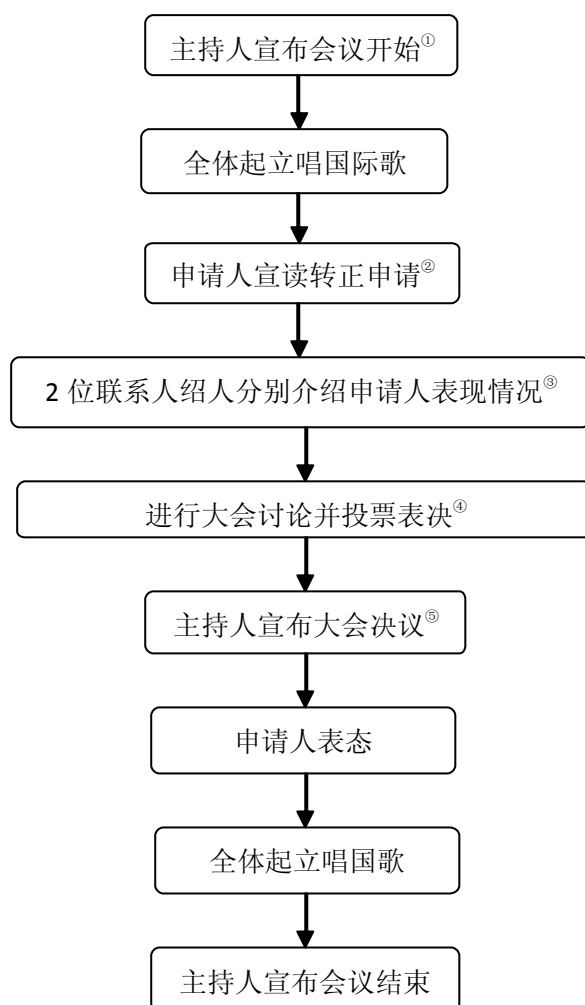 主持人宣布会议开始①
全体起立唱国际歌
申请人宣读转正申请②
2 位联系人绍人分别介绍申请人表现情况③
进行大会讨论并投票表决④
主持人宣布大会决议⑤
申请人表态
全体起立唱国歌
主持人宣布会议结束